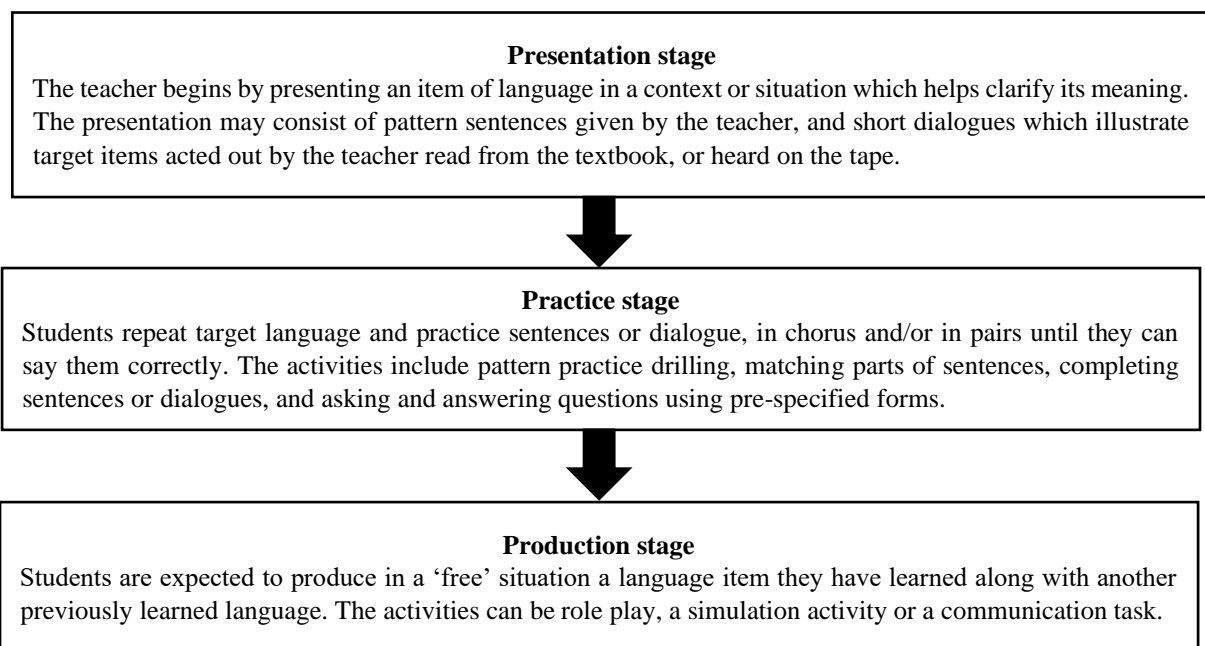 Presentation stage
The teacher begins by presenting an item of language in a context or situation which helps clarify its meaning.
The presentation may consist of pattern sentences given by the teacher, and short dialogues which illustrate
target items acted out by the teacher read from the textbook, or heard on the tape.
Practice stage
Students repeat target language and practice sentences or dialogue, in chorus and/or in pairs until they can
say them correctly. The activities include pattern practice drilling, matching parts of sentences, completing
sentences or dialogues, and asking and answering questions using pre-specified forms.
Production stage
Students are expected to produce in a ‘free’ situation a language item they have learned along with another
previously learned language. The activities can be role play, a simulation activity or a communication task.